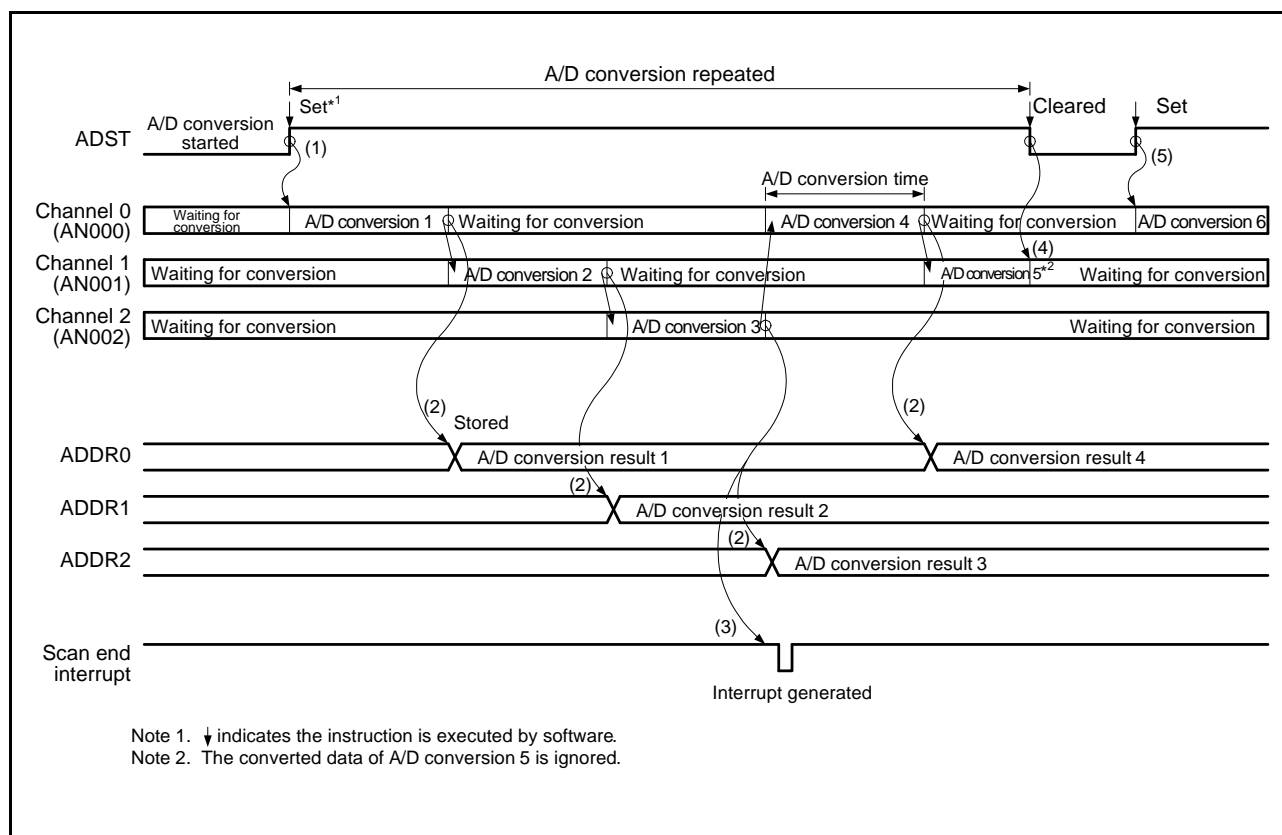 A/D conversion repeated
Set*1
Cleared
Set
ADST
A/D conversion
started
(1)
(5)
A/D conversion time
Channel 0
(AN000)
Waiting for
conversion
A/D conversion 1
Waiting for conversion
A/D conversion 4
Waiting for conversion
A/D conversion 6
(4)
Channel 1
(AN001)
Waiting for conversion
A/D conversion 2
Waiting for conversion
A/D conversion 5*2
Waiting for conversion
Channel 2
(AN002)
Waiting for conversion
A/D conversion 3
Waiting for conversion
(2)
Stored
(2)
ADDR0
A/D conversion result 1
A/D conversion result 4
(2)
ADDR1
A/D conversion result 2
(2)
ADDR2
A/D conversion result 3
(3)
Scan end
interrupt
Interrupt generated
Note 1. ↓ indicates the instruction is executed by software.
Note 2. The converted data of A/D conversion 5 is ignored.